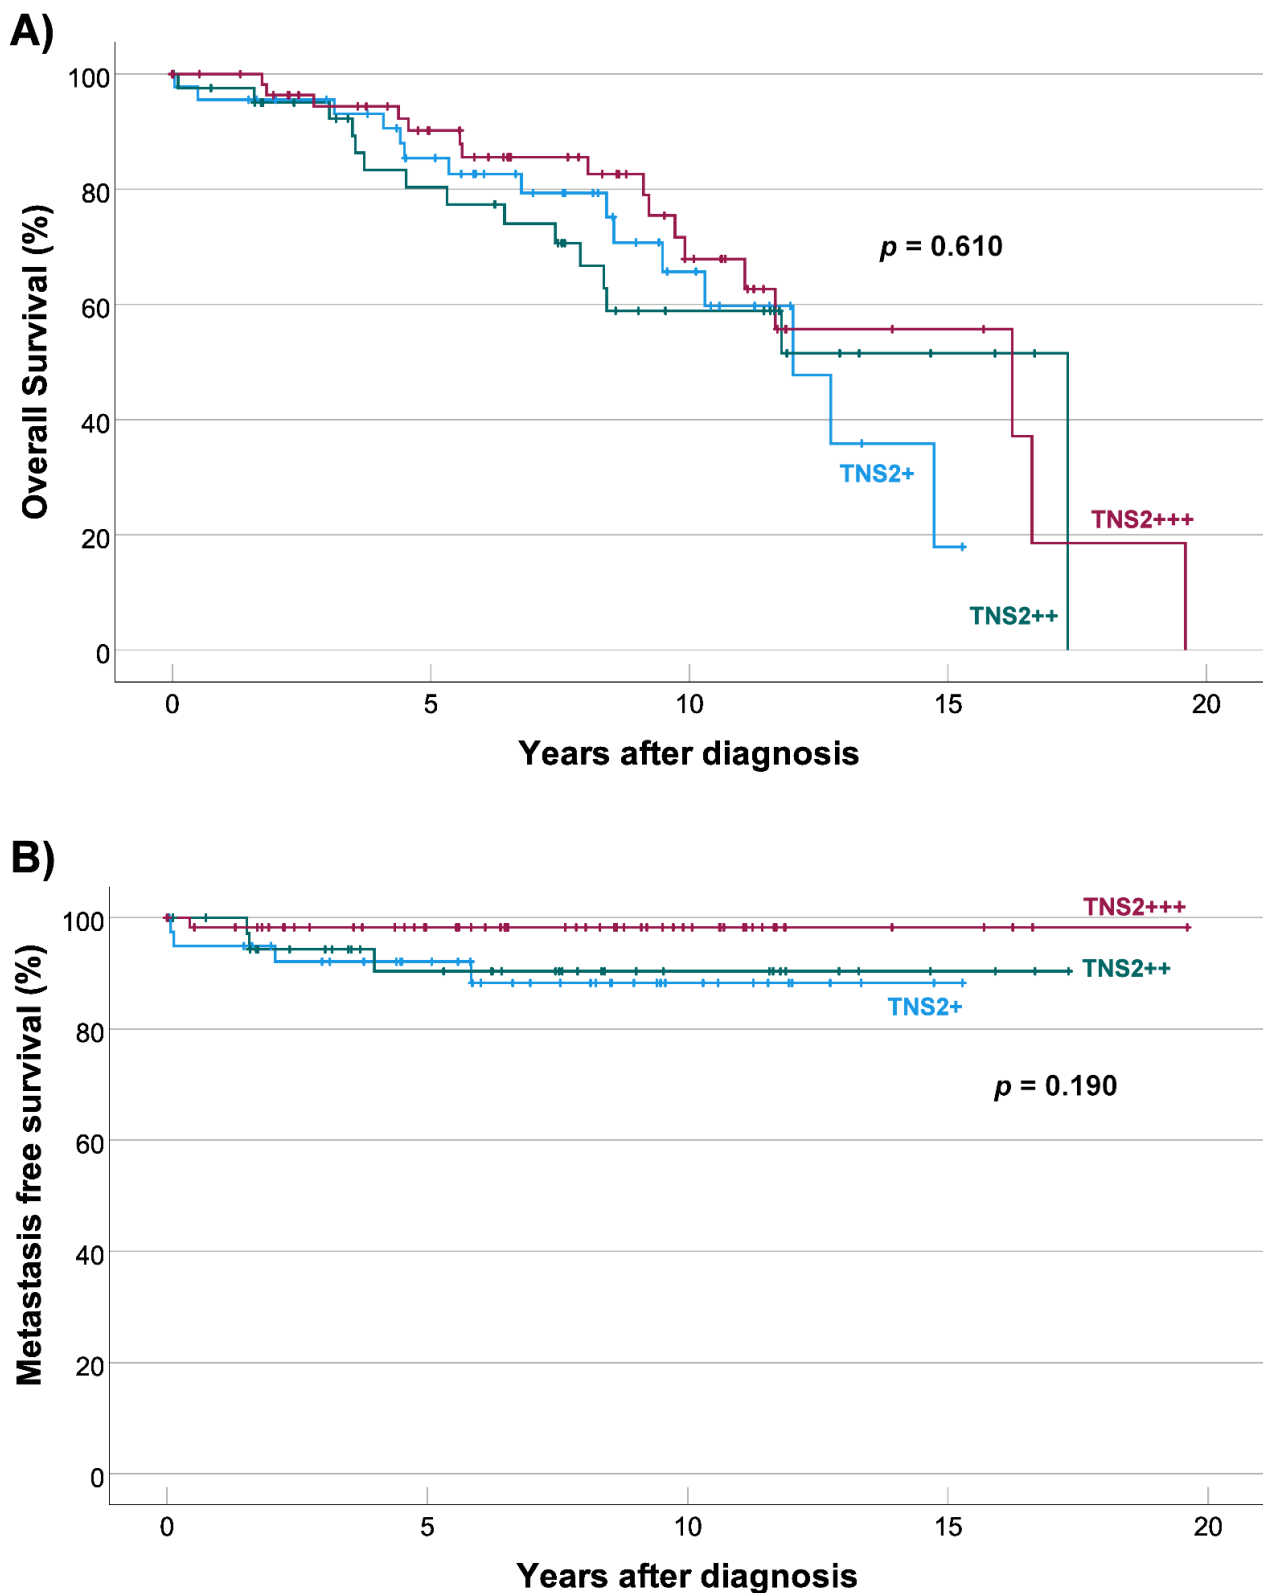 A)
100
80
60
40
20
0
Overall Survival (%)
p = 0.610
TNS2+
TNS2+++
TNS2++
0 5 10 15 20
Years after diagnosis
B)
100
80
60
40
20
0
Metastasis free survival (%)
TNS2+++
TNS2++
TNS2+
p = 0.190
0 5 10 15 20
Years after diagnosis